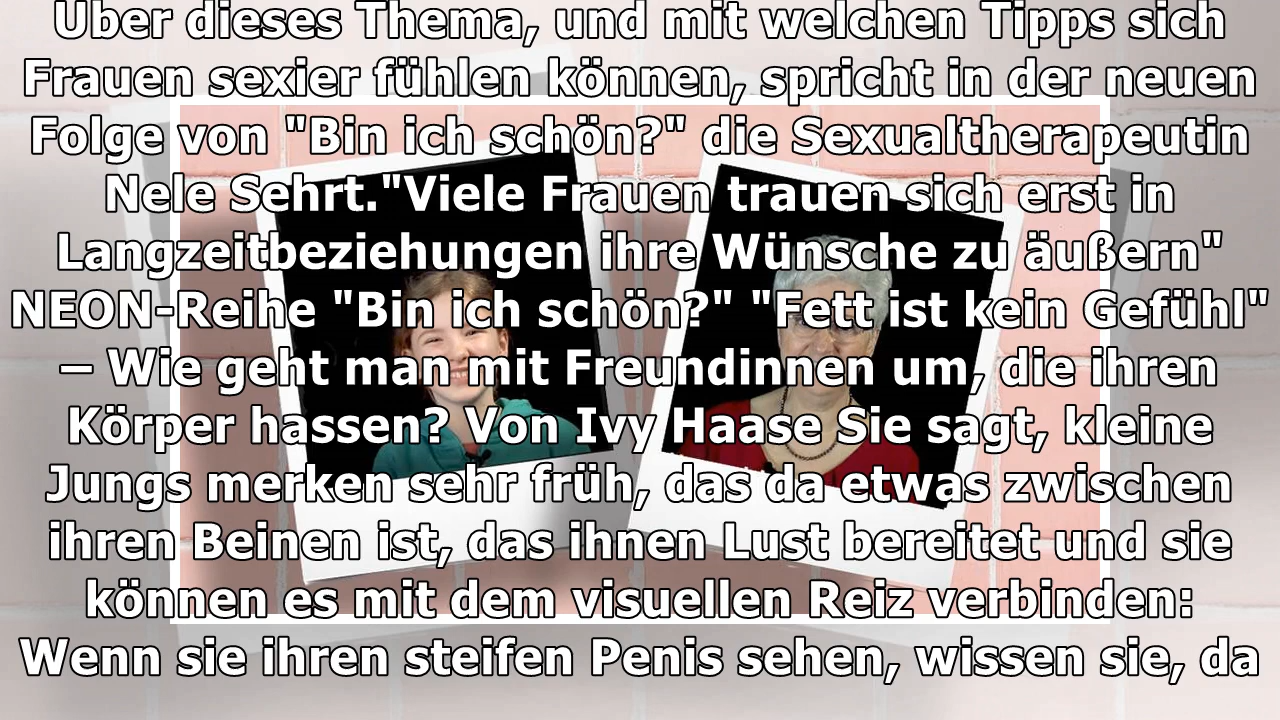 Über dieses Thema, und mit welchen Tipps sich
Frauen sexier fühlen können, spricht in der neuen
Folge von "Bin ich schön?" die Sexualtherapeutin
Nele Sehrt."Viele Frauen trauen sich erst in
Langzeitbeziehungen ihre Wünsche zu äußern"
NEON-Reihe "Bin ich schön?" "Fett ist kein Gefühl"
– Wie geht man mit Freundinnen um, die ihren
Körper hassen? Von Ivy Haase Sie sagt, kleine
Jungs merken sehr früh, das da etwas zwischen
ihren Beinen ist, das ihnen Lust bereitet und sie
können es mit dem visuellen Reiz verbinden:
Wenn sie ihren steifen Penis sehen, wissen sie, da